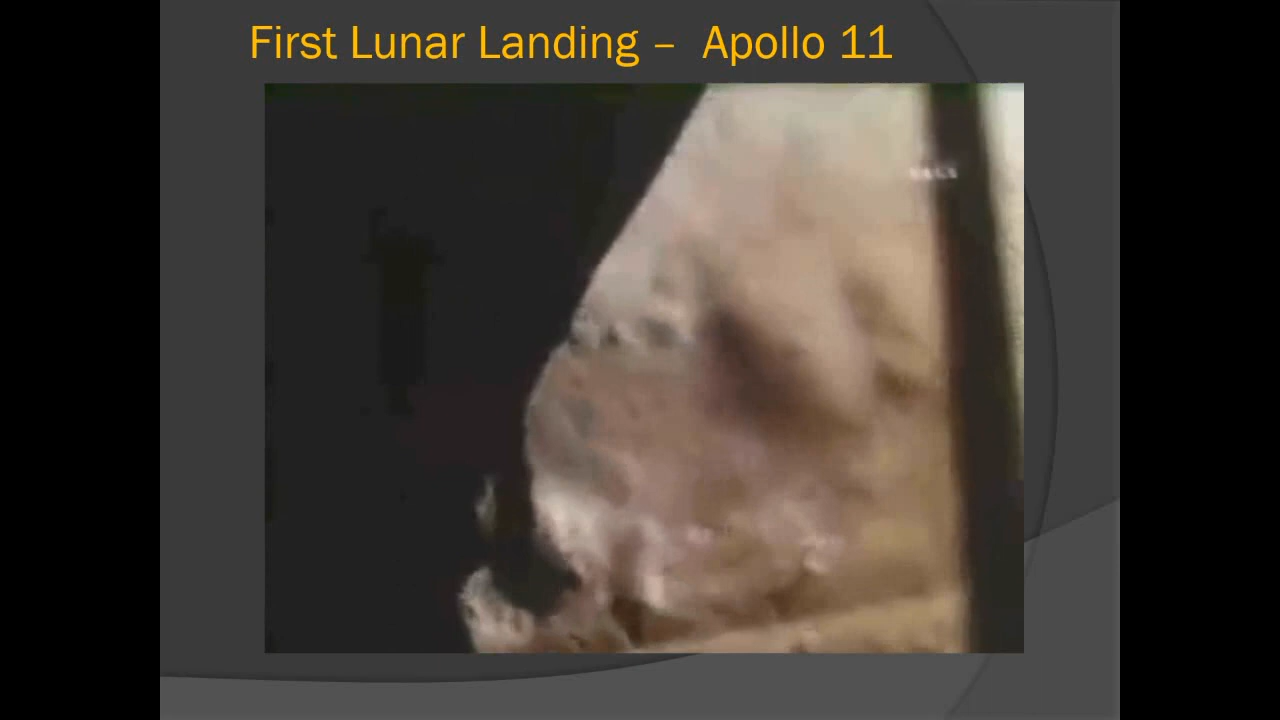 First Lunar Landing – Apollo 11